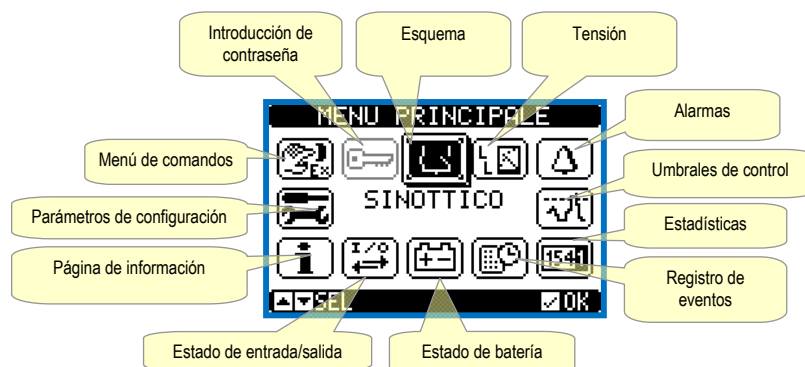 Introducción de
contraseña
Esquema
Tensión
Alarmas
MENU PRINCIPALE
Menú de comandos
Ex
Umbrales de control
SINOTTICO
Parámetros de configuración
Estadísticas
Página de información
i
I/O
1541
Registro de
eventos
SEL
OK
Estado de entrada/salida
Estado de batería